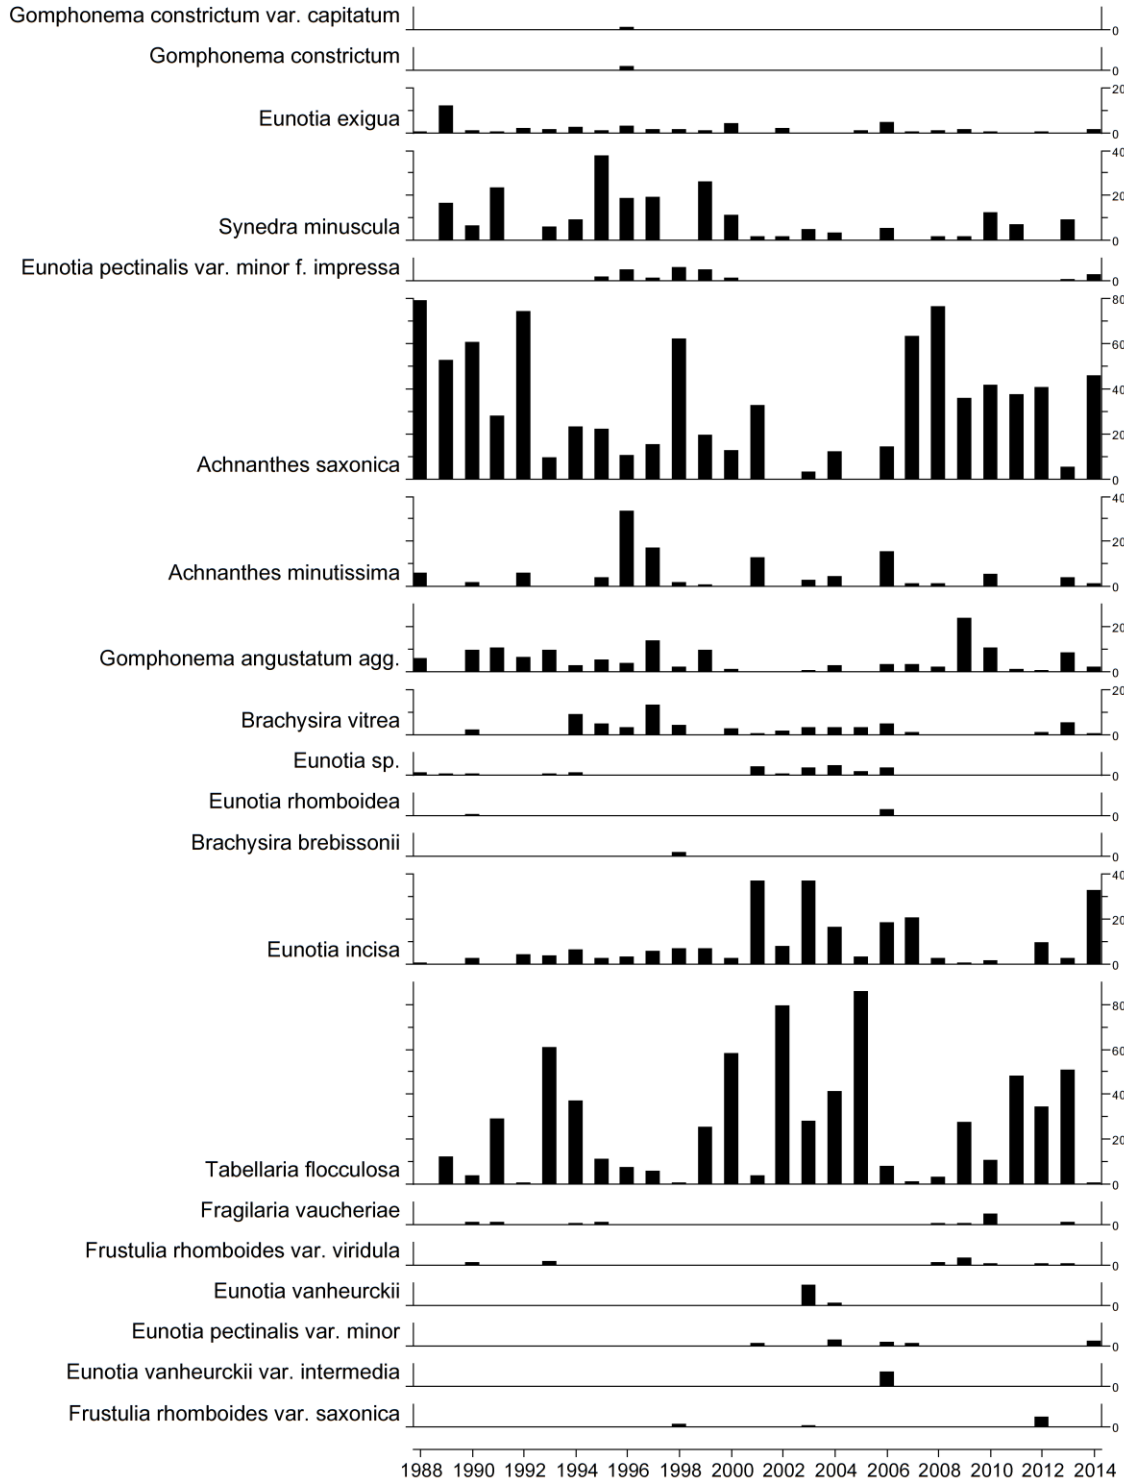 Gomphonema constrictum var. capitatum
0
Gomphonema constrictum
0
20
Eunotia exigua
0
40
20
Synedra minuscula
0
Eunotia pectinalis var. minor f. impressa
0
80
60
40
20
Achnanthes saxonica
0
40
20
Achnanthes minutissima
0
20
Gomphonema angustatum agg.
0
20
Brachysira vitrea
0
Eunotia sp.
0
Eunotia rhomboidea
0
Brachysira brebissonii
0
40
20
Eunotia incisa
0
80
60
40
20
Tabellaria flocculosa
0
Fragilaria vaucheriae
0
Frustulia rhomboides var. viridula
0
Eunotia vanheurckii
0
Eunotia pectinalis var. minor
0
Eunotia vanheurckii var. intermedia
0
Frustulia rhomboides var. saxonica
0
1988 1990 1992 1994 1996 1998 2000 2002 2004 2006 2008 2010 2012 2014